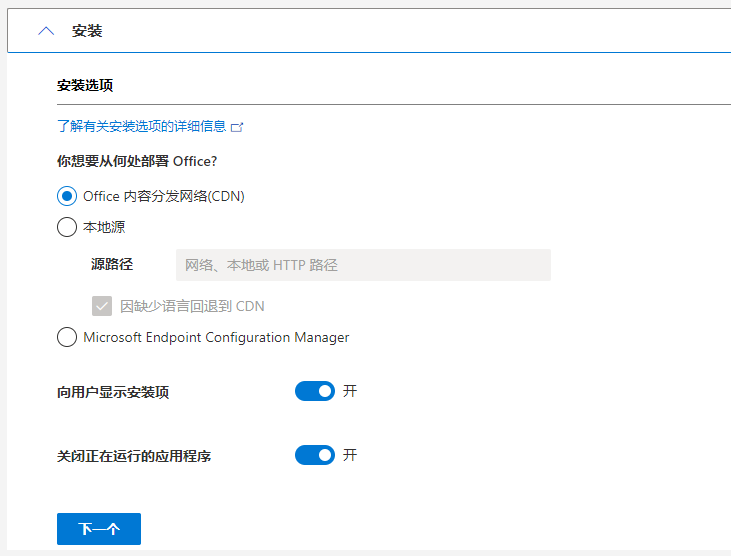 安装
安装选项
了解有关安装选项的详细信息
你想要从何处部署 Office?
Office 内容分发网络(CDN)
本地源
源路径 网络、本地或 HTTP 路径
因缺少语言回退到 CDN
Microsoft Endpoint Configuration Manager
向用户显示安装项 开
关闭正在运行的应用程序 开
下一个